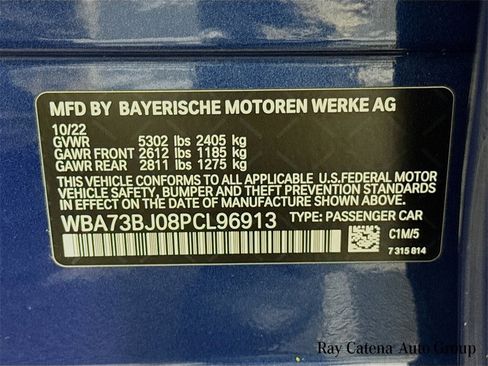 MFD BY BAYERISCHE MOTOREN WERKE AG
10/22
GVWR 5302 lbs 2405 kg
GAWR FRONT 2612 lbs 1185 kg
GAWR REAR 2811 lbs 1275 kg
THIS VEHICLE CONFORMS TO ALL APPLICABLE U.S.FEDERAL MOTOR
VEHICLE SAFETY, BUMPER AND THEFT PREVENTION STANDARDS
IN EFFECT ON THE DATE OF MANUFACTURE SHOWN ABOVE.
WBA73BJ08PCL96913 TYPE: PASSENGER CAR
C1M/5
7 315 814
Ray Catena Auto Group